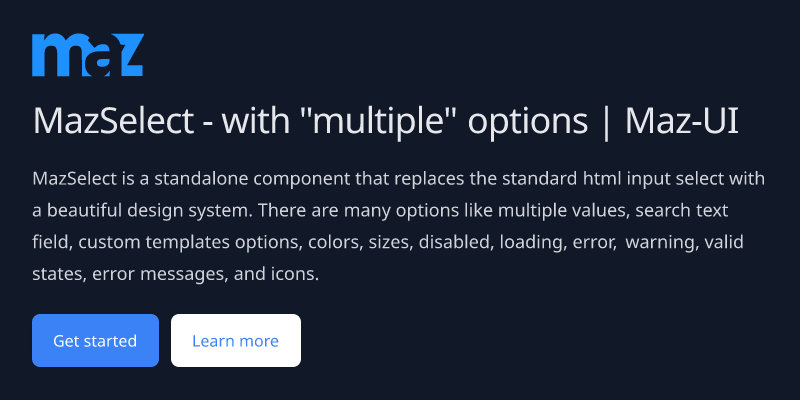 maz
MazSelect - with "multiple" options | Maz-UI
MazSelect is a standalone component that replaces the standard html input select with
a beautiful design system. There are many options like multiple values, search text
field, custom templates options, colors, sizes, disabled, loading, error, warning, valid
states, error messages, and icons.
Get started
Learn more